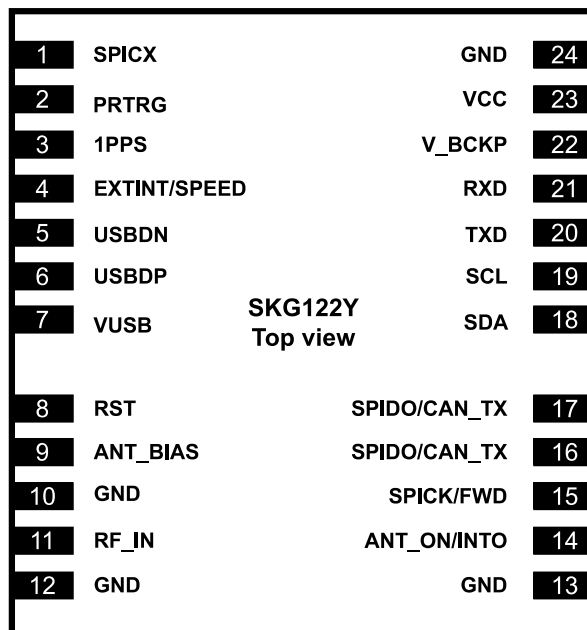 1 SPICX GND 24
2 PRTRG VCC 23
3 1PPS V_BCKP 22
4 EXTINT/SPEED RXD 21
5 USBDN TXD 20
6 USBDP SCL 19
7 VUSB SDA 18
SKG122Y
Top view
8 RST SPIDO/CAN_TX 17
9 ANT_BIAS SPIDO/CAN_TX 16
10 GND SPICK/FWD 15
11 RF_IN ANT_ON/INTO 14
12 GND GND 13